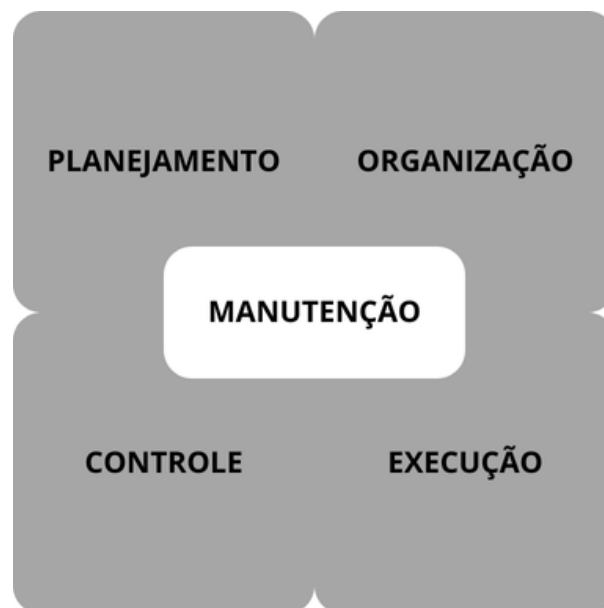 PLANEJAMENTO
ORGANIZAÇÃO
MANUTENÇÃO
CONTROLE
EXECUÇÃO